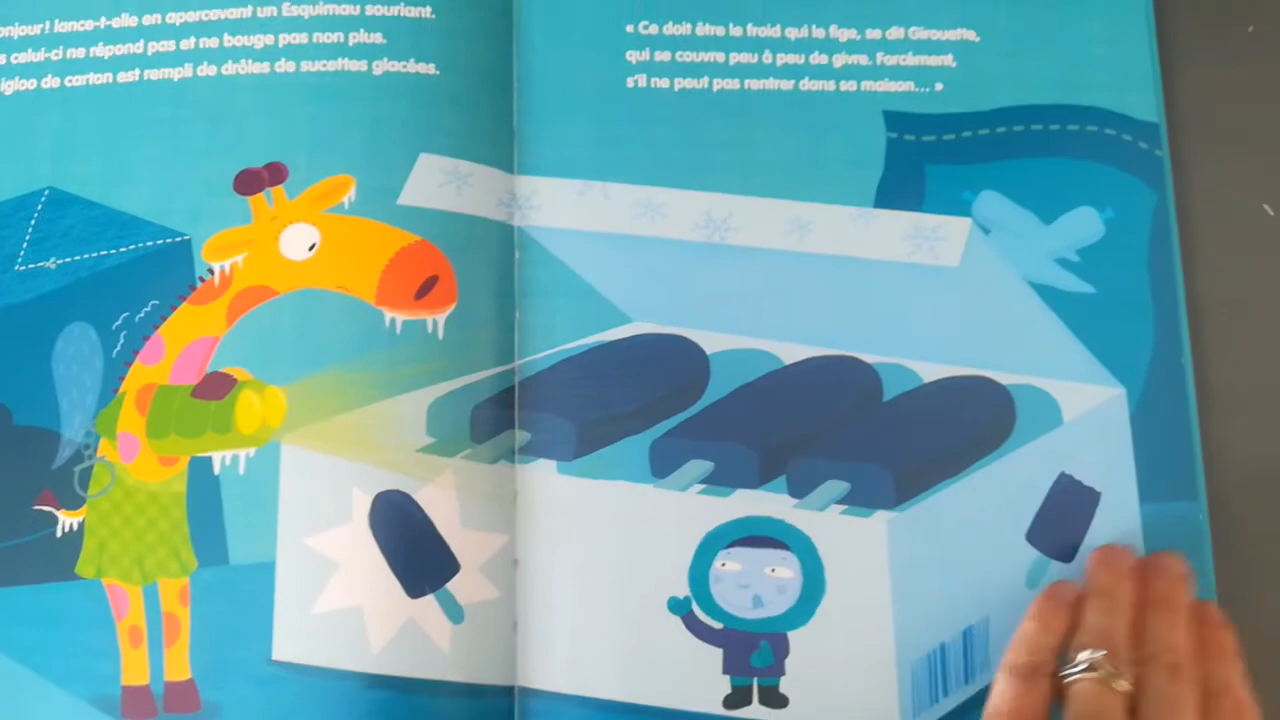 onjour! lance-t-elle en apercevant un Esquimau souriant.
s celui-ci ne répond pas et ne bouge pas non plus.
igloo de carton est rempli de drôles de sucettes glacées.
« Ce doit être le froid qui le fige, se dit Girouette,
qui se couvre peu à peu de givre. Forcément,
s'il ne peut pas rentrer dans sa maison... »